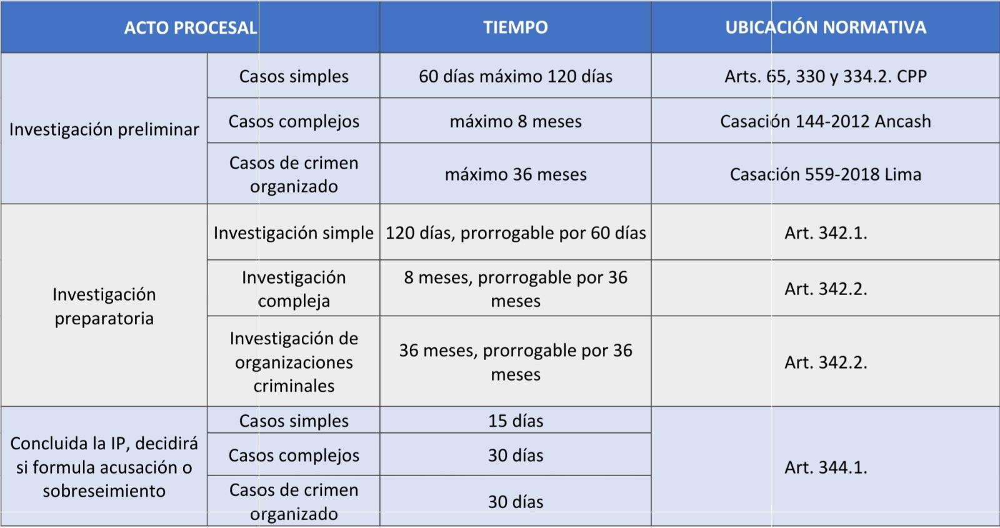 ACTO PROCESAL
TIEMPO
UBICACIÓN NORMATIVA
Investigación preliminar
Casos simples
60 días máximo 120 días
Arts. 65, 330 y 334.2. CPP
Casos complejos
máximo 8 meses
Casación 144-2012 Ancash
Casos de crimen
organizado
máximo 36 meses
Casación 559-2018 Lima
Investigación
preparatoria
Investigación simple
120 días, prorrogable por 60 días
Art. 342.1.
Investigación
compleja
8 meses, prorrogable por 36
meses
Art. 342.2.
Investigación de
organizaciones
criminales
36 meses, prorrogable por 36
meses
Art. 342.2.
Concluida la IP, decidirá
si formula acusación o
sobreseimiento
Casos simples
15 días
Casos complejos
30 días
Casos de crimen
organizado
30 días
Art. 344.1.